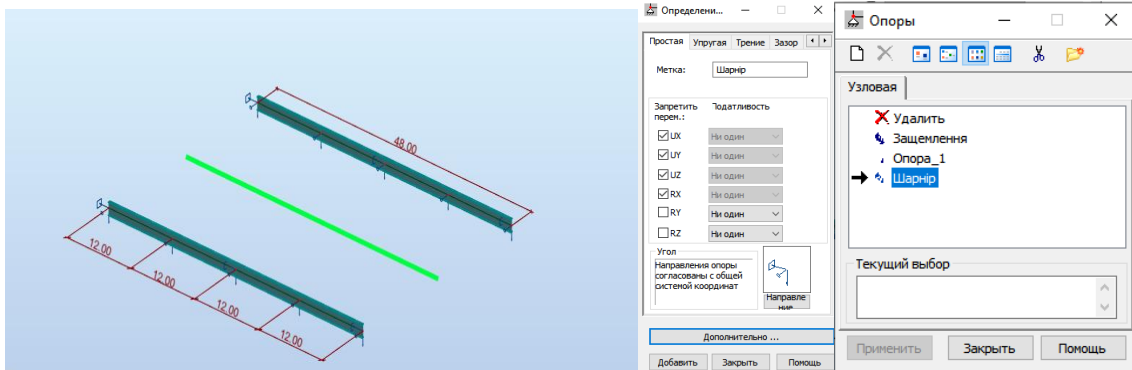 48.00
12.00
12.00
12.00
12.00
Определени...
Простая Упругая Трение Зазор
Метка: Шарнір
Запретить перем.: Податливость
UX Ни один
UY Ни один
UZ Ни один
RX Ни один
RY Ни один
RZ Ни один
Угол
Направления опоры
согласованы с общей
системой координат
Направле
ние
Дополнительно ...
Добавить Закрыть Помощь
Опоры
Узловая
Удалить
Защемлення
Опора_1
Шарнір
Текущий выбор
Применить Закрыть Помощь